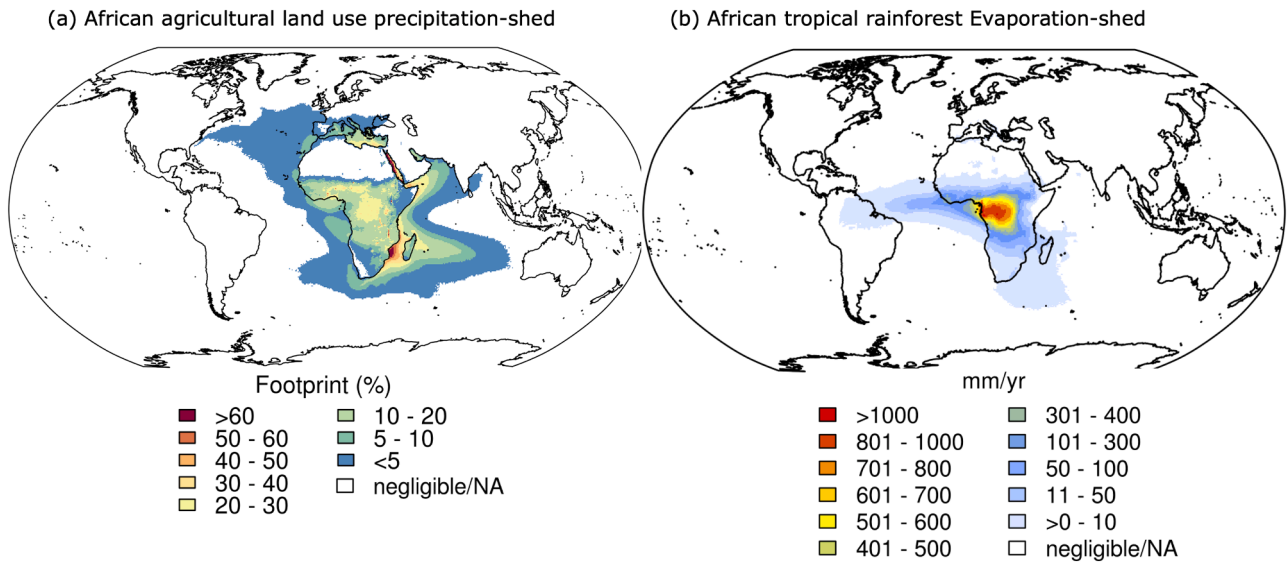 (a) African agricultural land use precipitation-shed
(b) African tropical rainforest Evaporation-shed
Footprint (%)
>60
50 - 60
40 - 50
30 - 40
20 - 30
10 - 20
5 - 10
<5
negligible/NA
mm/yr
>1000
801 - 1000
701 - 800
601 - 700
501 - 600
401 - 500
301 - 400
101 - 300
50 - 100
11 - 50
>0 - 10
negligible/NA